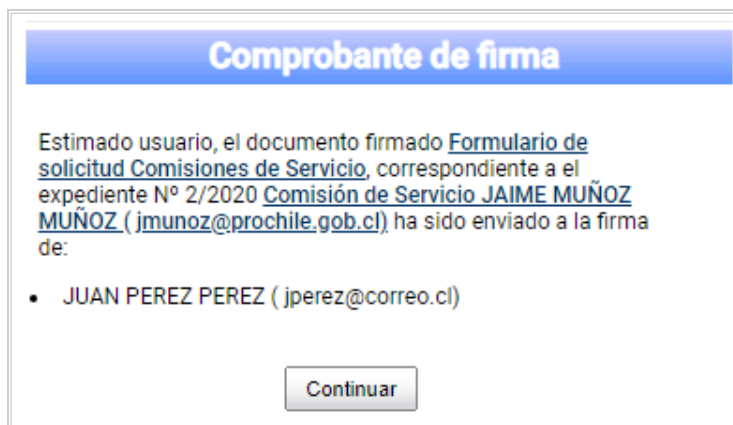 Comprobante de firma
Estimado usuario, el documento firmado Formulario de
solicitud Comisiones de Servicio, correspondiente a el
expediente Nº 2/2020 Comisión de Servicio JAIME MUÑOZ
MUÑOZ ( jmunoz@prochile.gob.cl) ha sido enviado a la firma
de:
• JUAN PEREZ PEREZ ( jperez@correo.cl)
Continuar